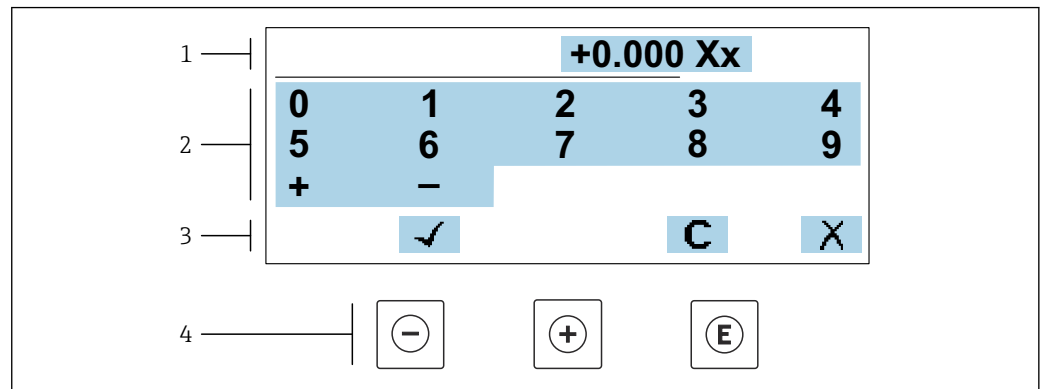 1 +0.000 Xx
0 1 2 3 4
2 5 6 7 8 9
+ −
3 ✓ C X
4 − + E